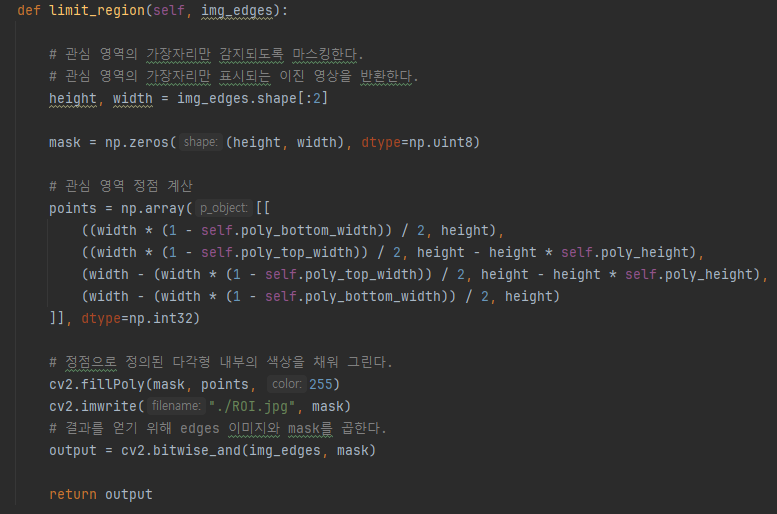 def limit_region(self, img_edges):
# 관심 영역의 가장자리만 감지되도록 마스킹한다.
# 관심 영역의 가장자리만 표시되는 이진 영상을 반환한다.
height, width = img_edges.shape[:2]
mask = np.zeros( shape: (height, width), dtype=np.uint8)
# 관심 영역 정점 계산
points = np.array( p_object: [[
((width * (1 - self.poly_bottom_width)) / 2, height),
((width * (1 - self.poly_top_width)) / 2, height - height * self.poly_height),
(width - (width * (1 - self.poly_top_width)) / 2, height - height * self.poly_height),
(width - (width * (1 - self.poly_bottom_width)) / 2, height)
]], dtype=np.int32)
# 정점으로 정의된 다각형 내부의 색상을 채워 그린다.
cv2.fillPoly(mask, points, color: 255)
cv2.imwrite( filename: "./ROI.jpg", mask)
# 결과를 얻기 위해 edges 이미지와 mask를 곱한다.
output = cv2.bitwise_and(img_edges, mask)
return output